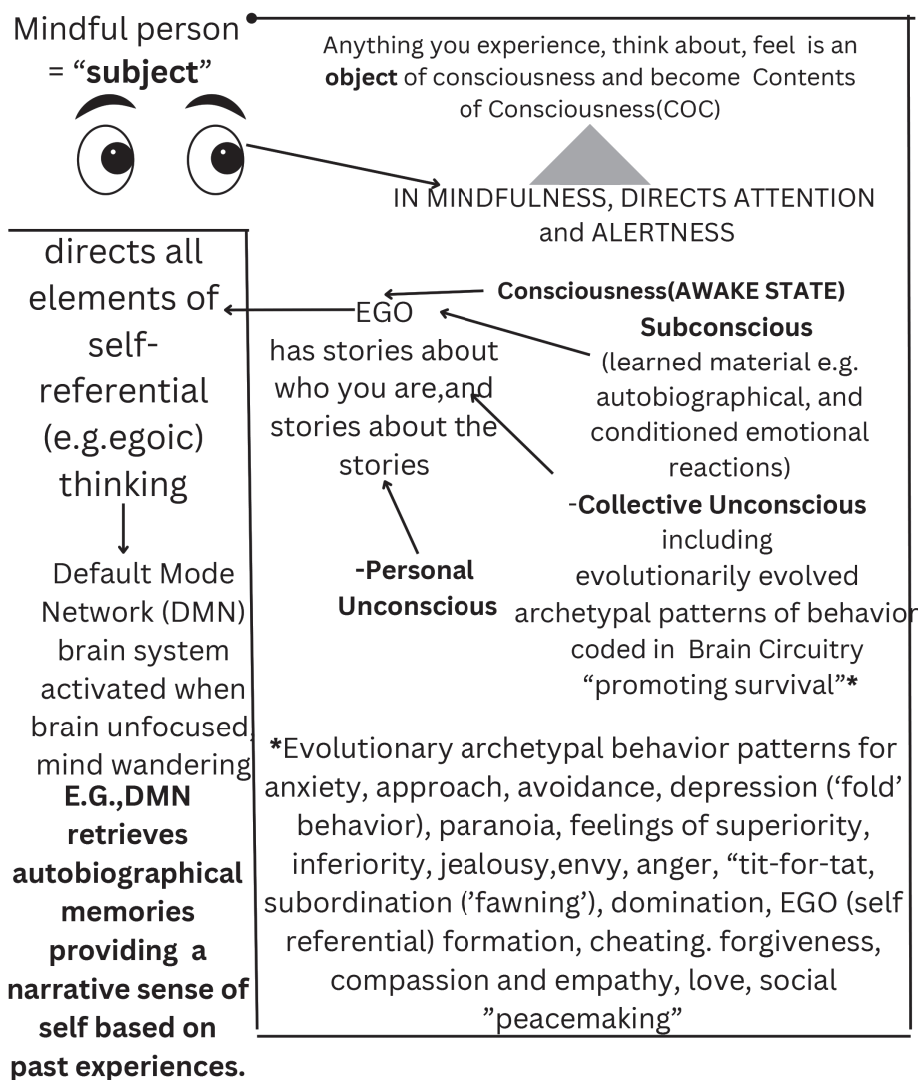 Mindful person
= “subject”
Anything you experience, think about, feel is an
object of consciousness and become Contents
of Consciousness(COC)
IN MINDFULNESS, DIRECTS ATTENTION
and ALERTNESS
directs all
elements of
self-
referential
(e.g.egoic)
thinking
Default Mode
Network (DMN)
brain system
activated when
brain unfocused,
mind wandering
E.G.,DMN
retrieves
autobiographical
memories
providing a
narrative sense of
self based on
past experiences.
EGO
has stories about
who you are,and
stories about the
stories
-Personal
Unconscious
Consciousness(AWAKE STATE)
Subconscious
(learned material e.g.
autobiographical, and
conditioned emotional
reactions)
-Collective Unconscious
including
evolutionarily evolved
archetypal patterns of behavior
coded in Brain Circuitry
“promoting survival”*
*Evolutionary archetypal behavior patterns for
anxiety, approach, avoidance, depression (‘fold’
behavior), paranoia, feelings of superiority,
inferiority, jealousy,envy, anger, “tit-for-tat,
subordination (’fawning’), domination, EGO (self
referential) formation, cheating. forgiveness,
compassion and empathy, love, social
”peacemaking”